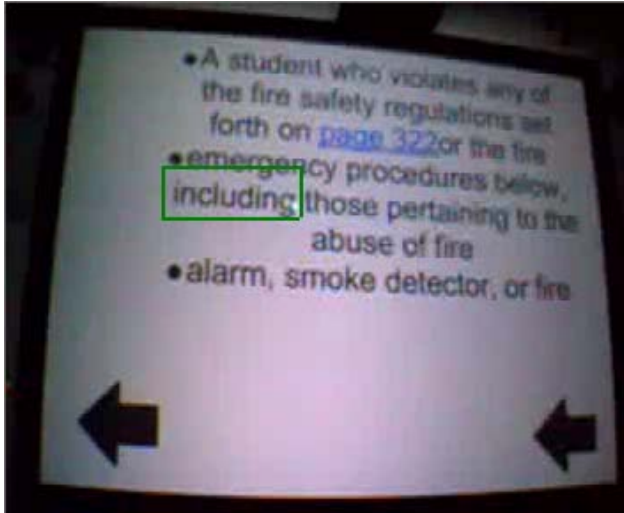 •A student who violates any of
the fire safety regulations set
forth on page 322or the fire
•emergency procedures below,
including those pertaining to the
abuse of fire
•alarm, smoke detector, or fire